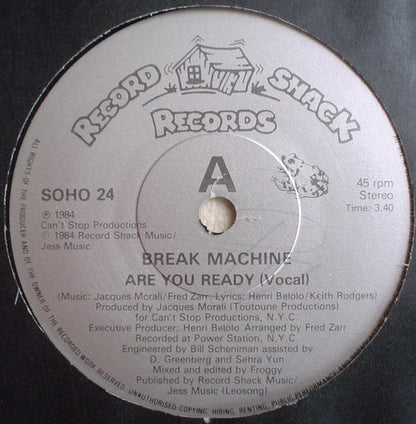 RECORD SHACK
RECORDS
A
SOHO 24
℗ 1984
Can't Stop Productions
© 1984 Record Shack Music/
Jess Music
45 rpm
Stereo
Time: 3.40
BREAK MACHINE
ARE YOU READY (Vocal)
(Music: Jacques Morali/Fred Zarr. Lyrics: Henri Belolo/Keith Rodgers)
Produced by Jacques Morali (Toutoune Productions)
for Can't Stop Productions, N.Y.C.
Executive Producer: Henri Belolo Arranged by Fred Zarr
Recorded at Power Station, N.Y.C.
Engineered by Bill Scheniman assisted by
D. Greenberg and Sehra Yun
Mixed and edited by Froggy
Published by Record Shack Music/
Jess Music (Leosong)
ALL RIGHTS OF THE PRODUCER AND OF THE OWNER OF THE RECORDED WORK RESERVED. UNAUTHORISED COPYING, HIRING, RENTING, PUBLIC PERFORMANCE AND